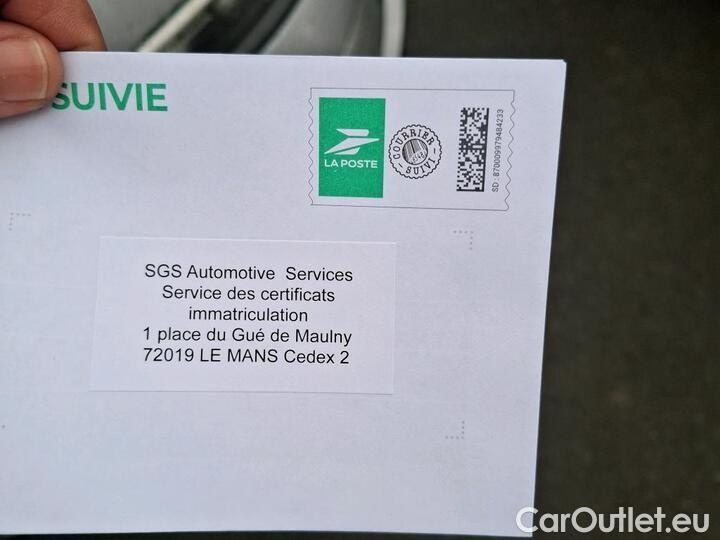 SUIVIE
LA POSTE
COURRIER
SUIVI
SD : 870009979484233
SGS Automotive Services
Service des certificats
immatriculation
1 place du Gué de Maulny
72019 LE MANS Cedex 2
CarOutlet.eu